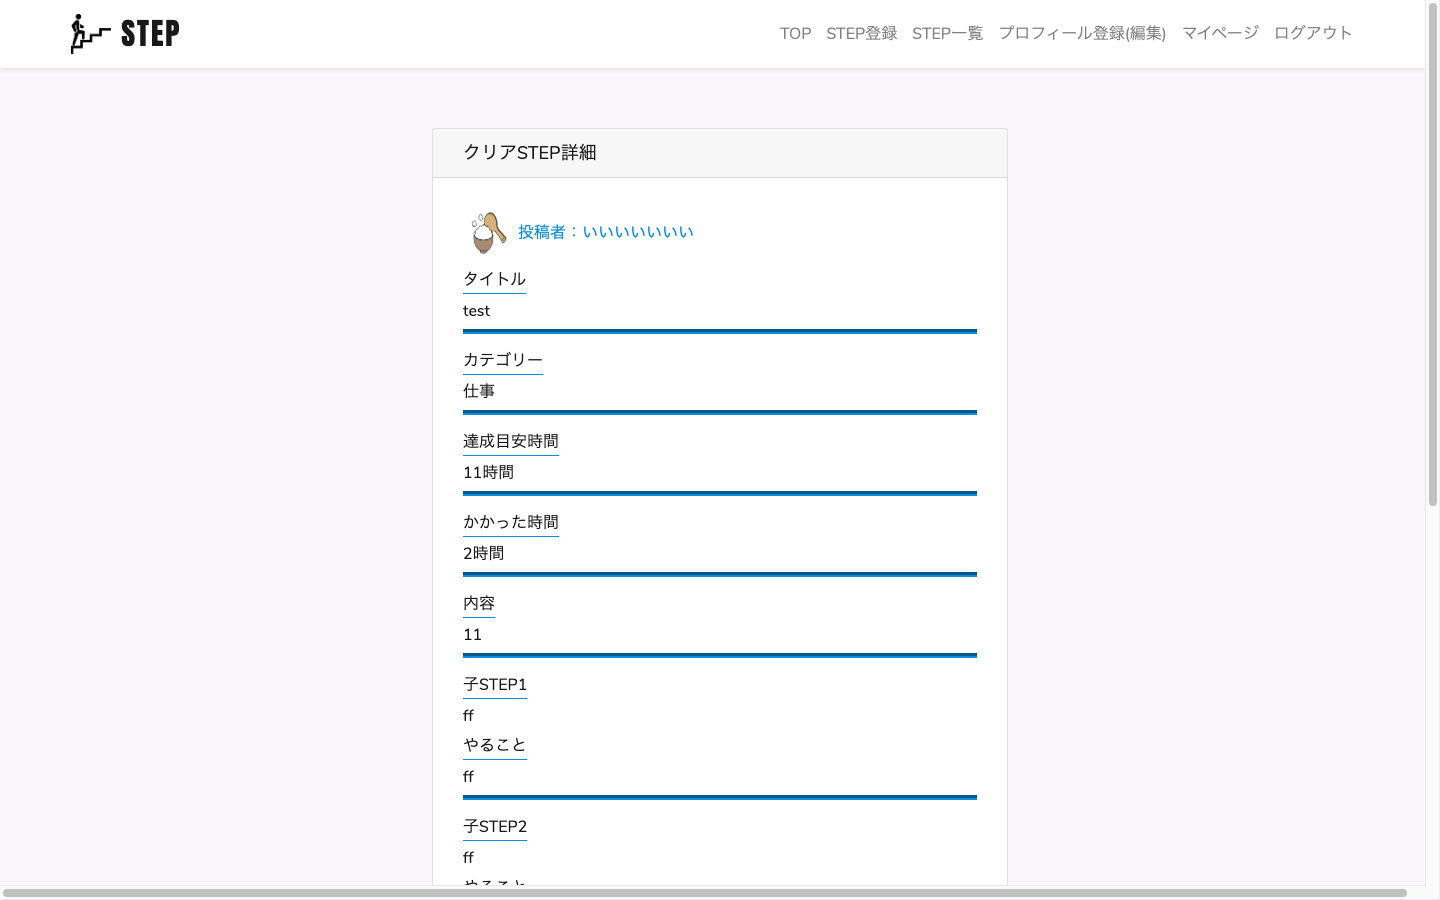 STEP
TOP STEP登録 STEP一覧 プロフィール登録(編集) マイページ ログアウト
クリアSTEP詳細
投稿者：いいいいいいい
タイトル
test
カテゴリー
仕事
達成目安時間
11時間
かかった時間
2時間
内容
11
子STEP1
ff
やること
ff
子STEP2
ff
やること